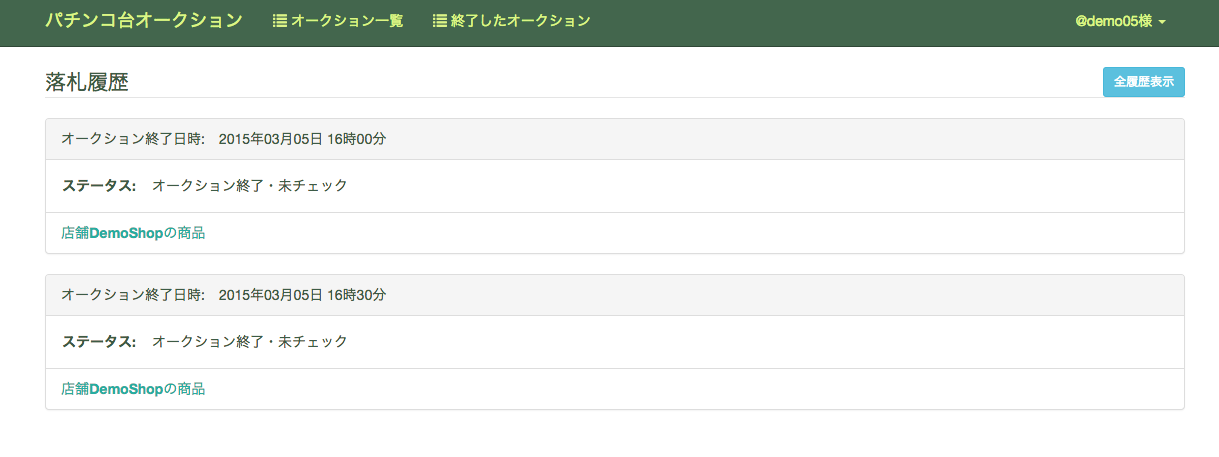 パチンコ台オークション オークション一覧 終了したオークション @demo05様
落札履歴 全履歴表示
オークション終了日時: 2015年03月05日 16時00分
ステータス: オークション終了・未チェック
店舗DemoShopの商品
オークション終了日時: 2015年03月05日 16時30分
ステータス: オークション終了・未チェック
店舗DemoShopの商品